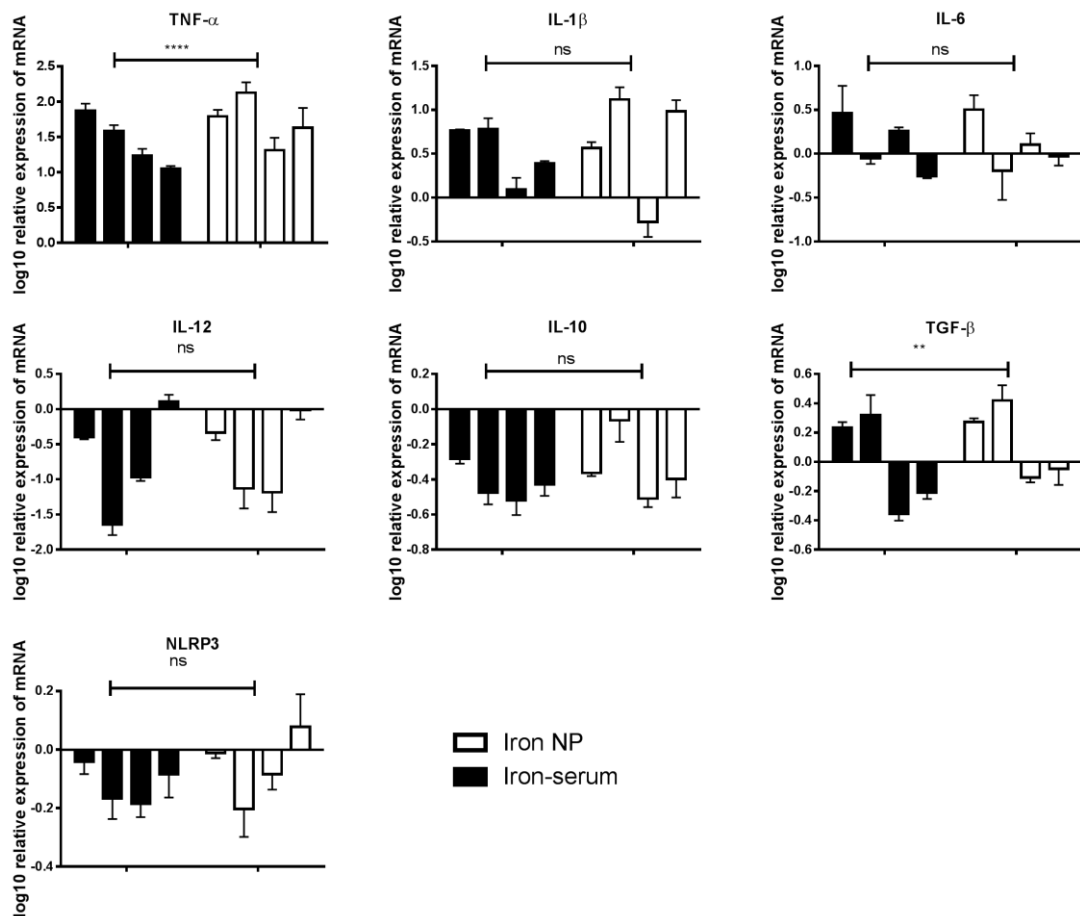 TNF-α
****
log10 relative expression of mRNA
2.5
2.0
1.5
1.0
0.5
0.0
IL-1β
ns
log10 relative expression of mRNA
1.5
1.0
0.5
0.0
-0.5
IL-6
ns
log10 relative expression of mRNA
1.0
0.5
0.0
-0.5
-1.0
IL-12
ns
log10 relative expression of mRNA
0.5
0.0
-0.5
-1.0
-1.5
-2.0
IL-10
ns
log10 relative expression of mRNA
0.0
-0.2
-0.4
-0.6
-0.8
TGF-β
**
log10 relative expression of mRNA
0.6
0.4
0.2
0.0
-0.2
-0.4
-0.6
NLRP3
ns
log10 relative expression of mRNA
0.2
0.0
-0.2
-0.4
Iron NP
Iron-serum